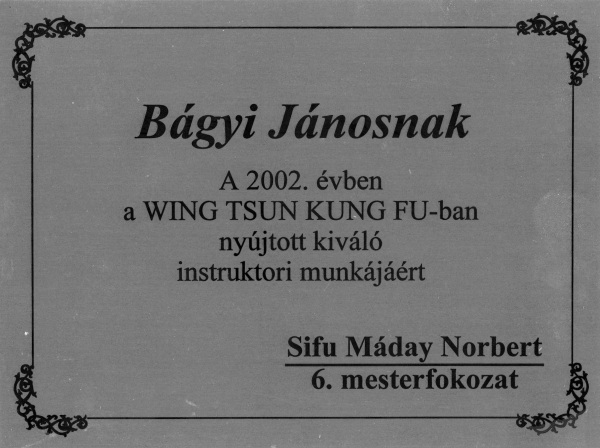 Bágyi Jánosnak
A 2002. évben
a WING TSUN KUNG FU-ban
nyújtott kiváló
instruktori munkájáért
Sifu Máday Norbert
6. mesterfokozat